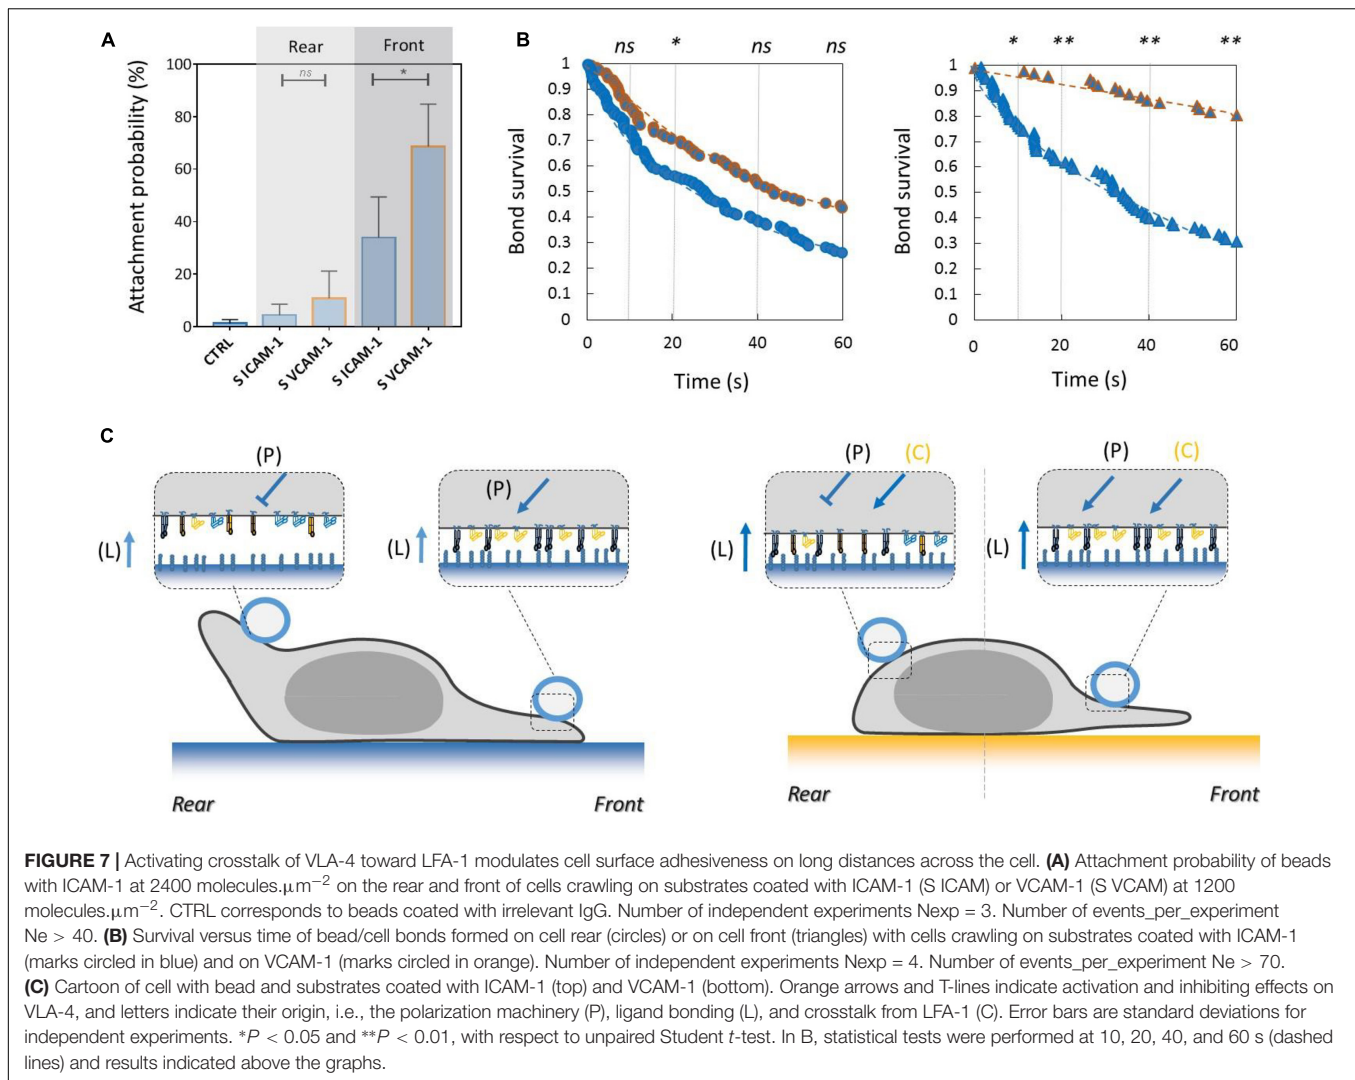 A
Rear
Front
Attachment probability (%)
100
80
60
40
20
0
ns
*
CTRL
S ICAM-1
S VCAM-1
S ICAM-1
S VCAM-1
B
ns
*
ns
ns
Bond survival
1
0.9
0.8
0.7
0.6
0.5
0.4
0.3
0.2
0.1
0
0
20
40
60
Time (s)
*
**
**
**
Bond survival
1
0.9
0.8
0.7
0.6
0.5
0.4
0.3
0.2
0.1
0
0
20
40
60
Time (s)
C
(P)
(L)
(P)
(L)
Rear
Front
(P)
(C)
(L)
(P)
(C)
(L)
Rear
Front
FIGURE 7 | Activating crosstalk of VLA-4 toward LFA-1 modulates cell surface adhesiveness on long distances across the cell. (A) Attachment probability of beads
with ICAM-1 at 2400 molecules.μm−2 on the rear and front of cells crawling on substrates coated with ICAM-1 (S ICAM) or VCAM-1 (S VCAM) at 1200
molecules.μm−2. CTRL corresponds to beads coated with irrelevant IgG. Number of independent experiments Nexp = 3. Number of events_per_experiment
Ne > 40. (B) Survival versus time of bead/cell bonds formed on cell rear (circles) or on cell front (triangles) with cells crawling on substrates coated with ICAM-1
(marks circled in blue) and on VCAM-1 (marks circled in orange). Number of independent experiments Nexp = 4. Number of events_per_experiment Ne > 70.
(C) Cartoon of cell with bead and substrates coated with ICAM-1 (top) and VCAM-1 (bottom). Orange arrows and T-lines indicate activation and inhibiting effects on
VLA-4, and letters indicate their origin, i.e., the polarization machinery (P), ligand bonding (L), and crosstalk from LFA-1 (C). Error bars are standard deviations for
independent experiments. *P < 0.05 and **P < 0.01, with respect to unpaired Student t-test. In B, statistical tests were performed at 10, 20, 40, and 60 s (dashed
lines) and results indicated above the graphs.